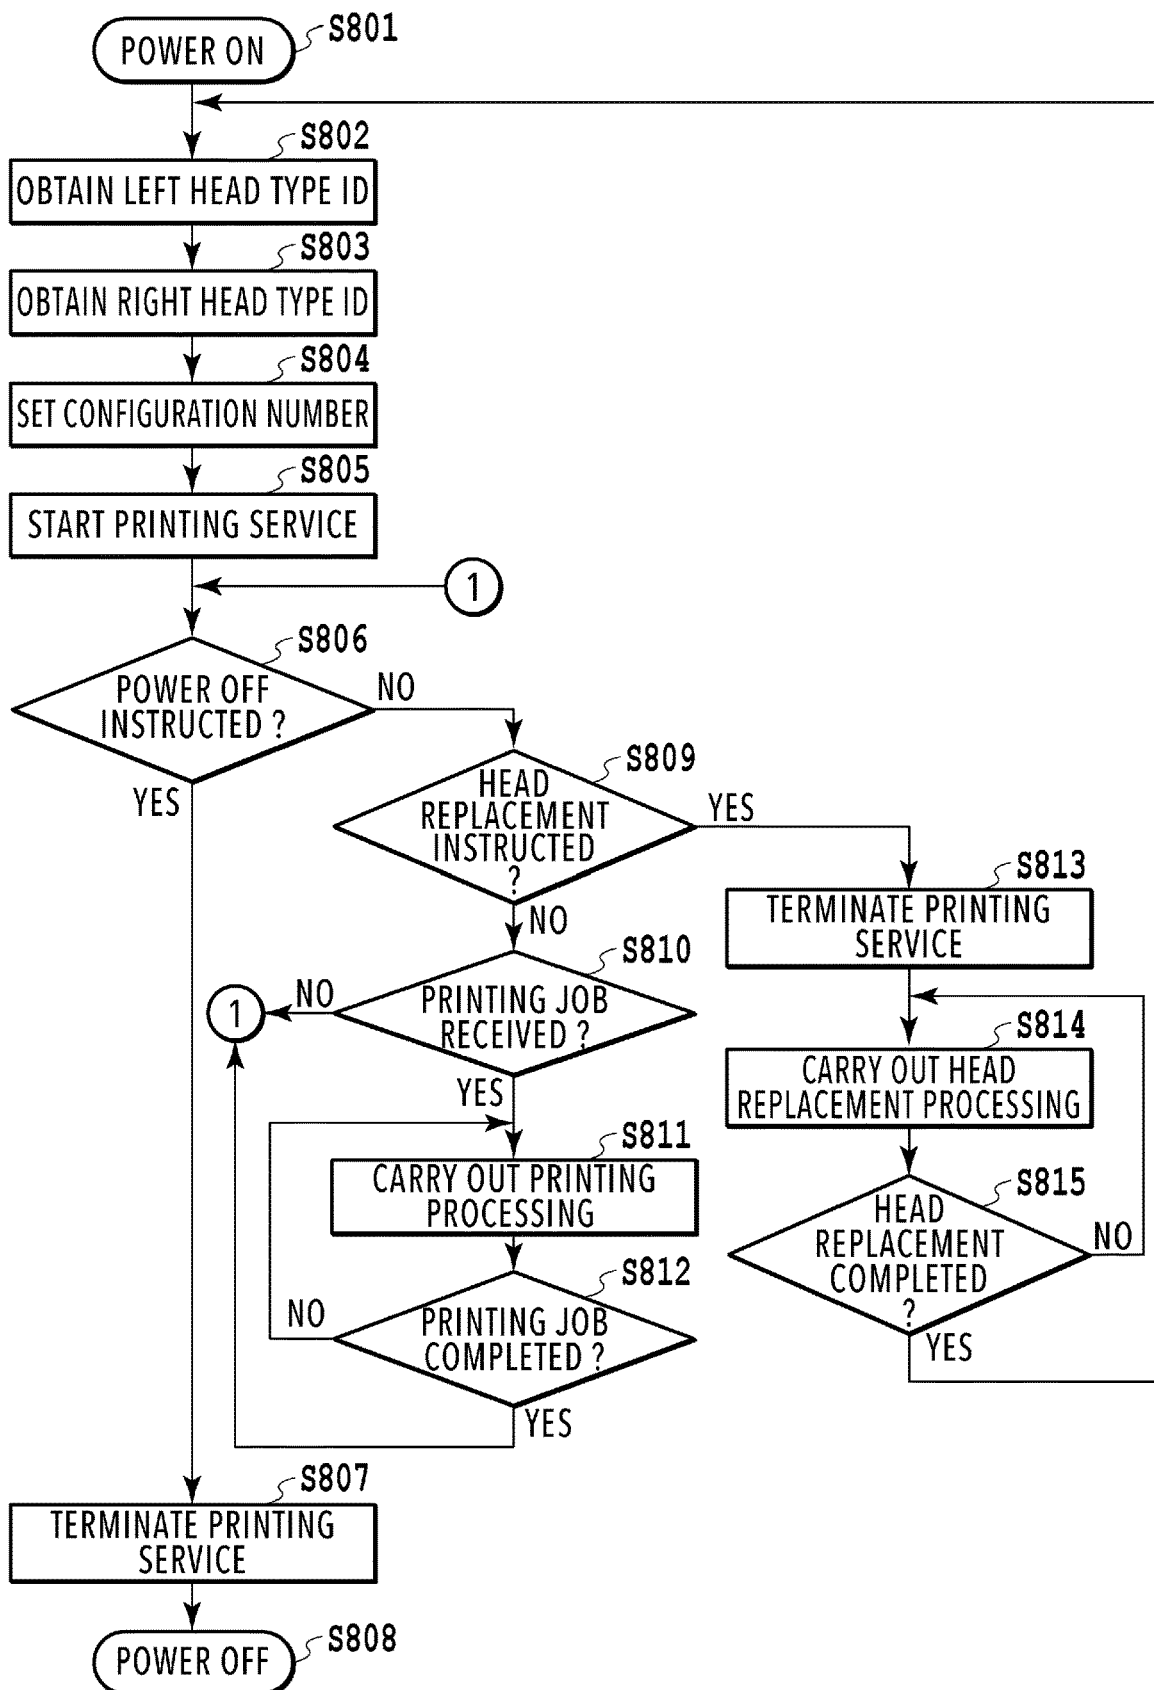 POWER ON
S801
S802
OBTAIN LEFT HEAD TYPE ID
S803
OBTAIN RIGHT HEAD TYPE ID
S804
SET CONFIGURATION NUMBER
S805
START PRINTING SERVICE
1
S806
POWER OFF
INSTRUCTED ?
NO
YES
S809
HEAD
REPLACEMENT
INSTRUCTED
?
YES
NO
S813
TERMINATE PRINTING
SERVICE
S810
PRINTING JOB
RECEIVED ?
NO
1
YES
S814
CARRY OUT HEAD
REPLACEMENT PROCESSING
S811
CARRY OUT PRINTING
PROCESSING
S815
HEAD
REPLACEMENT
COMPLETED
?
NO
YES
S812
PRINTING JOB
COMPLETED ?
NO
YES
S807
TERMINATE PRINTING
SERVICE
POWER OFF
S808